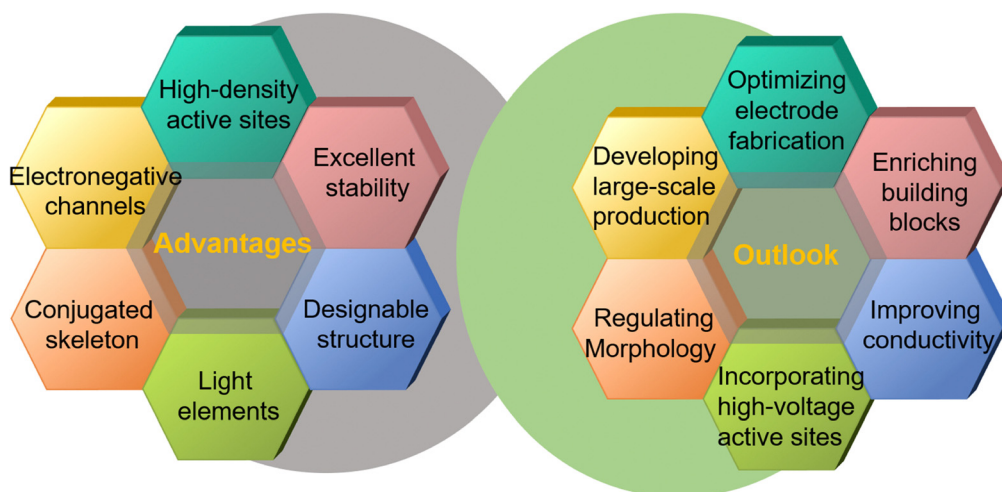 Advantages
High-density
active sites
Excellent
stability
Designable
structure
Light
elements
Conjugated
skeleton
Electronegative
channels
Outlook
Optimizing
electrode
fabrication
Enriching
building
blocks
Improving
conductivity
Incorporating
high-voltage
active sites
Regulating
Morphology
Developing
large-scale
production